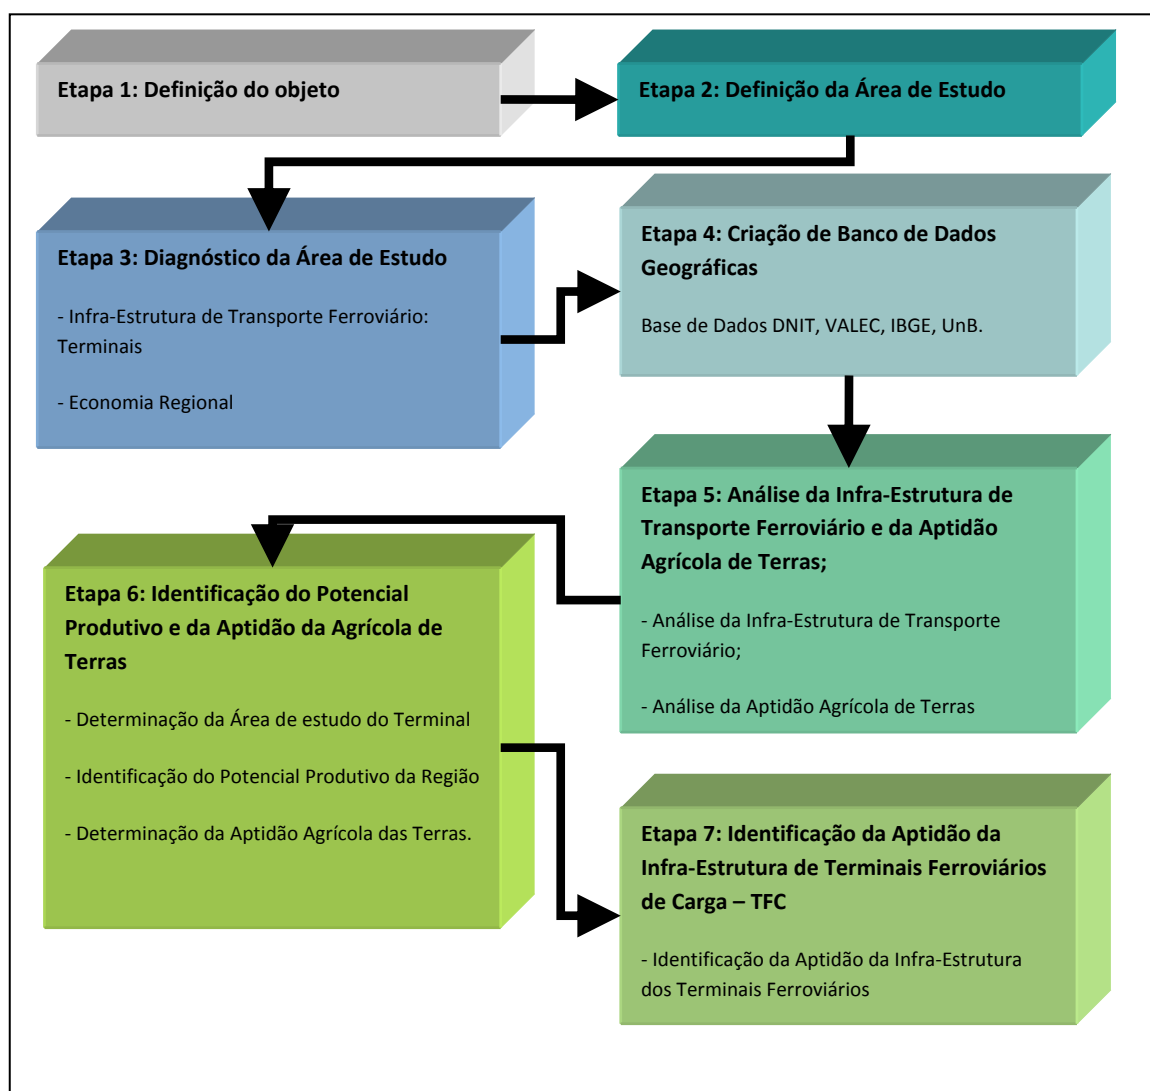 Etapa 1: Definição do objeto
Etapa 2: Definição da Área de Estudo
Etapa 3: Diagnóstico da Área de Estudo
- Infra-Estrutura de Transporte Ferroviário:
Terminais
- Economia Regional
Etapa 4: Criação de Banco de Dados
Geográficas
Base de Dados DNIT, VALEC, IBGE, UnB.
Etapa 5: Análise da Infra-Estrutura de
Transporte Ferroviário e da Aptidão
Agrícola de Terras;
- Análise da Infra-Estrutura de Transporte
Ferroviário;
- Análise da Aptidão Agrícola de Terras
Etapa 6: Identificação do Potencial
Produtivo e da Aptidão da Agrícola de
Terras
- Determinação da Área de estudo do Terminal
- Identificação do Potencial Produtivo da Região
- Determinação da Aptidão Agrícola das Terras.
Etapa 7: Identificação da Aptidão da
Infra-Estrutura de Terminais Ferroviários
de Carga – TFC
- Identificação da Aptidão da Infra-Estrutura
dos Terminais Ferroviários